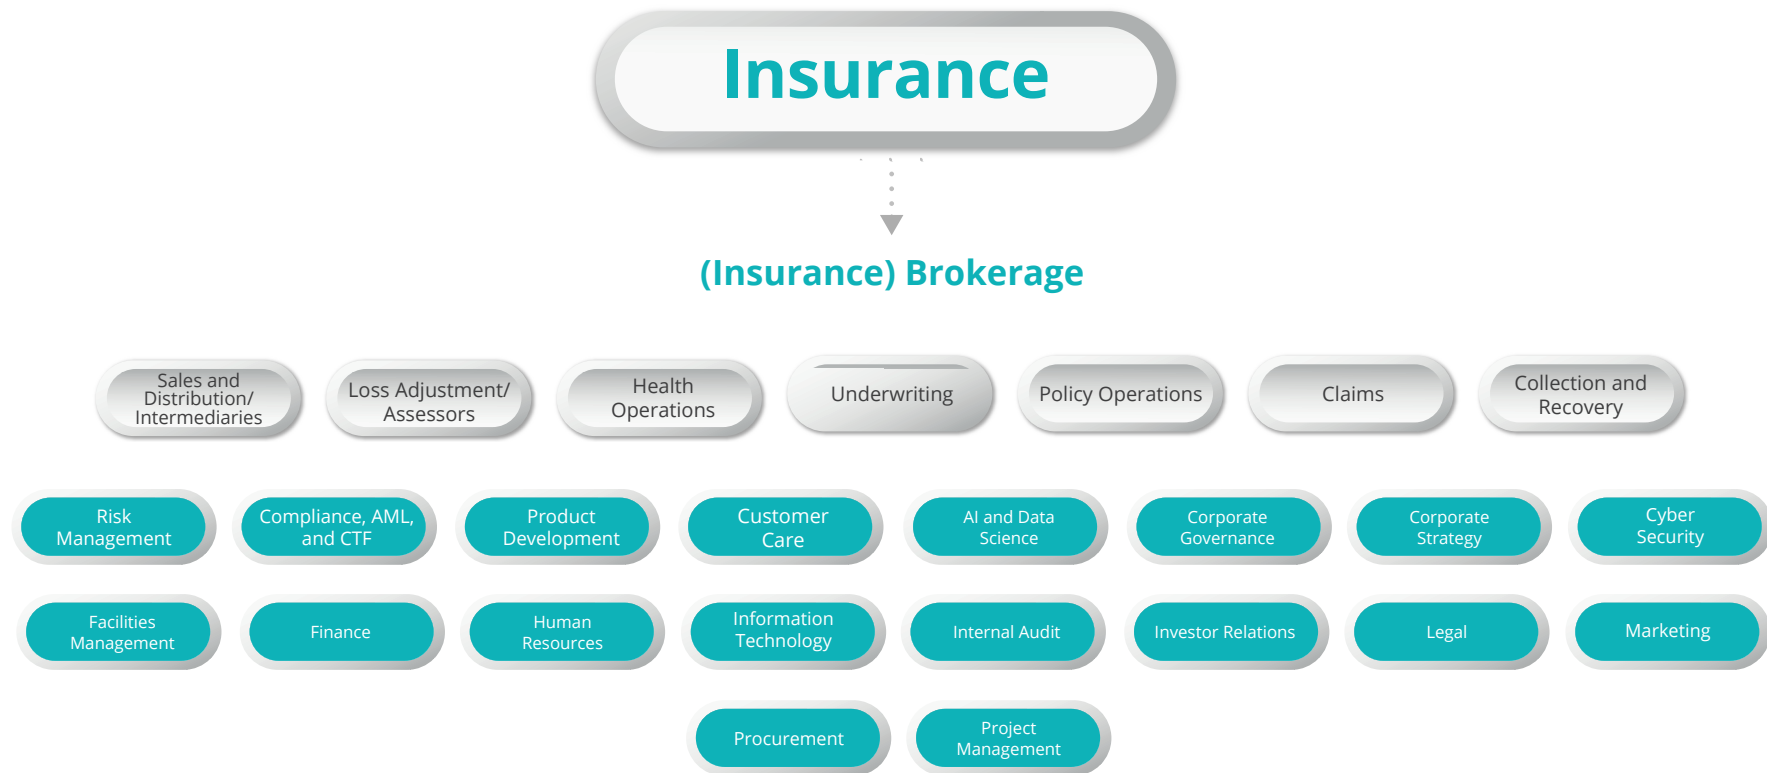 Insurance
(Insurance) Brokerage
Sales and
Distribution/
Intermediaries
Loss Adjustment/
Assessors
Health
Operations
Underwriting
Policy Operations
Claims
Collection and
Recovery
Risk
Management
Compliance, AML,
and CTF
Product
Development
Customer
Care
AI and Data
Science
Corporate
Governance
Corporate
Strategy
Cyber
Security
Facilities
Management
Finance
Human
Resources
Information
Technology
Internal Audit
Investor Relations
Legal
Marketing
Procurement
Project
Management